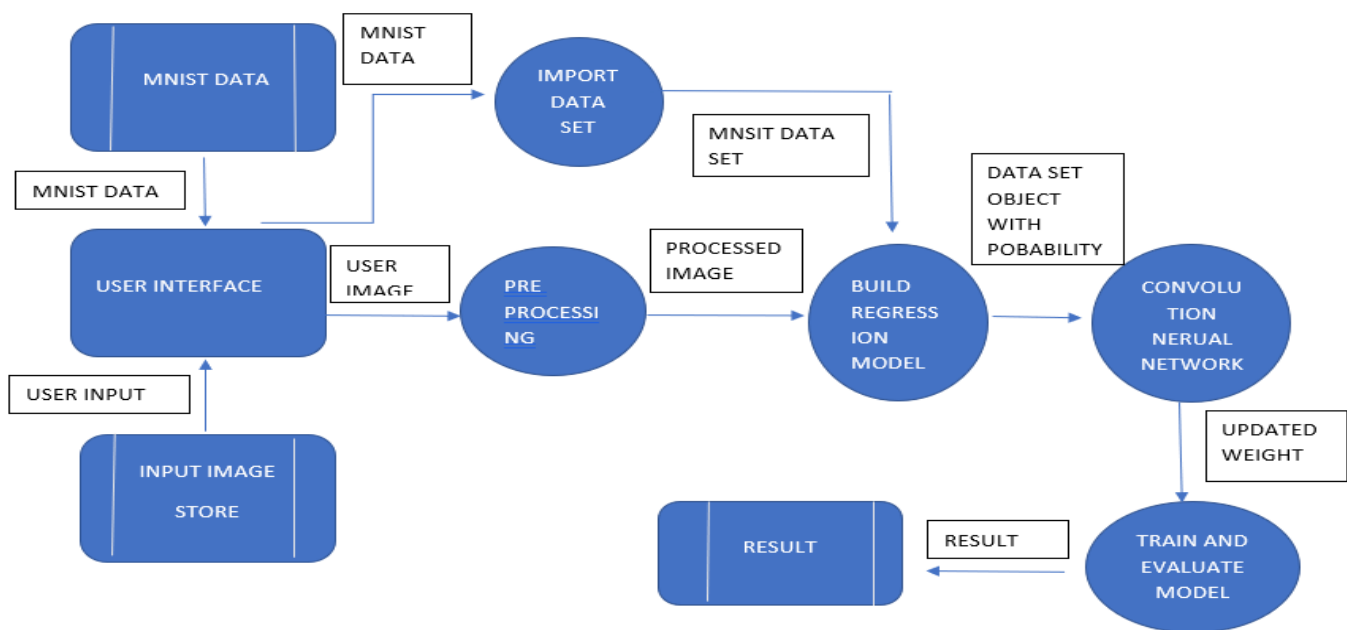 MNIST DATA
MNIST
DATA
IMPORT
DATA
SET
MNSIT DATA
SET
MNIST DATA
DATA SET
OBJECT
WITH
POBABILITY
USER INTERFACE
USER
IMAGE
PRE
PROCESSI
NG
PROCESSED
IMAGE
BUILD
REGRESS
ION
MODEL
CONVOLU
TION
NERUAL
NETWORK
USER INPUT
INPUT IMAGE
STORE
UPDATED
WEIGHT
RESULT
RESULT
TRAIN AND
EVALUATE
MODEL